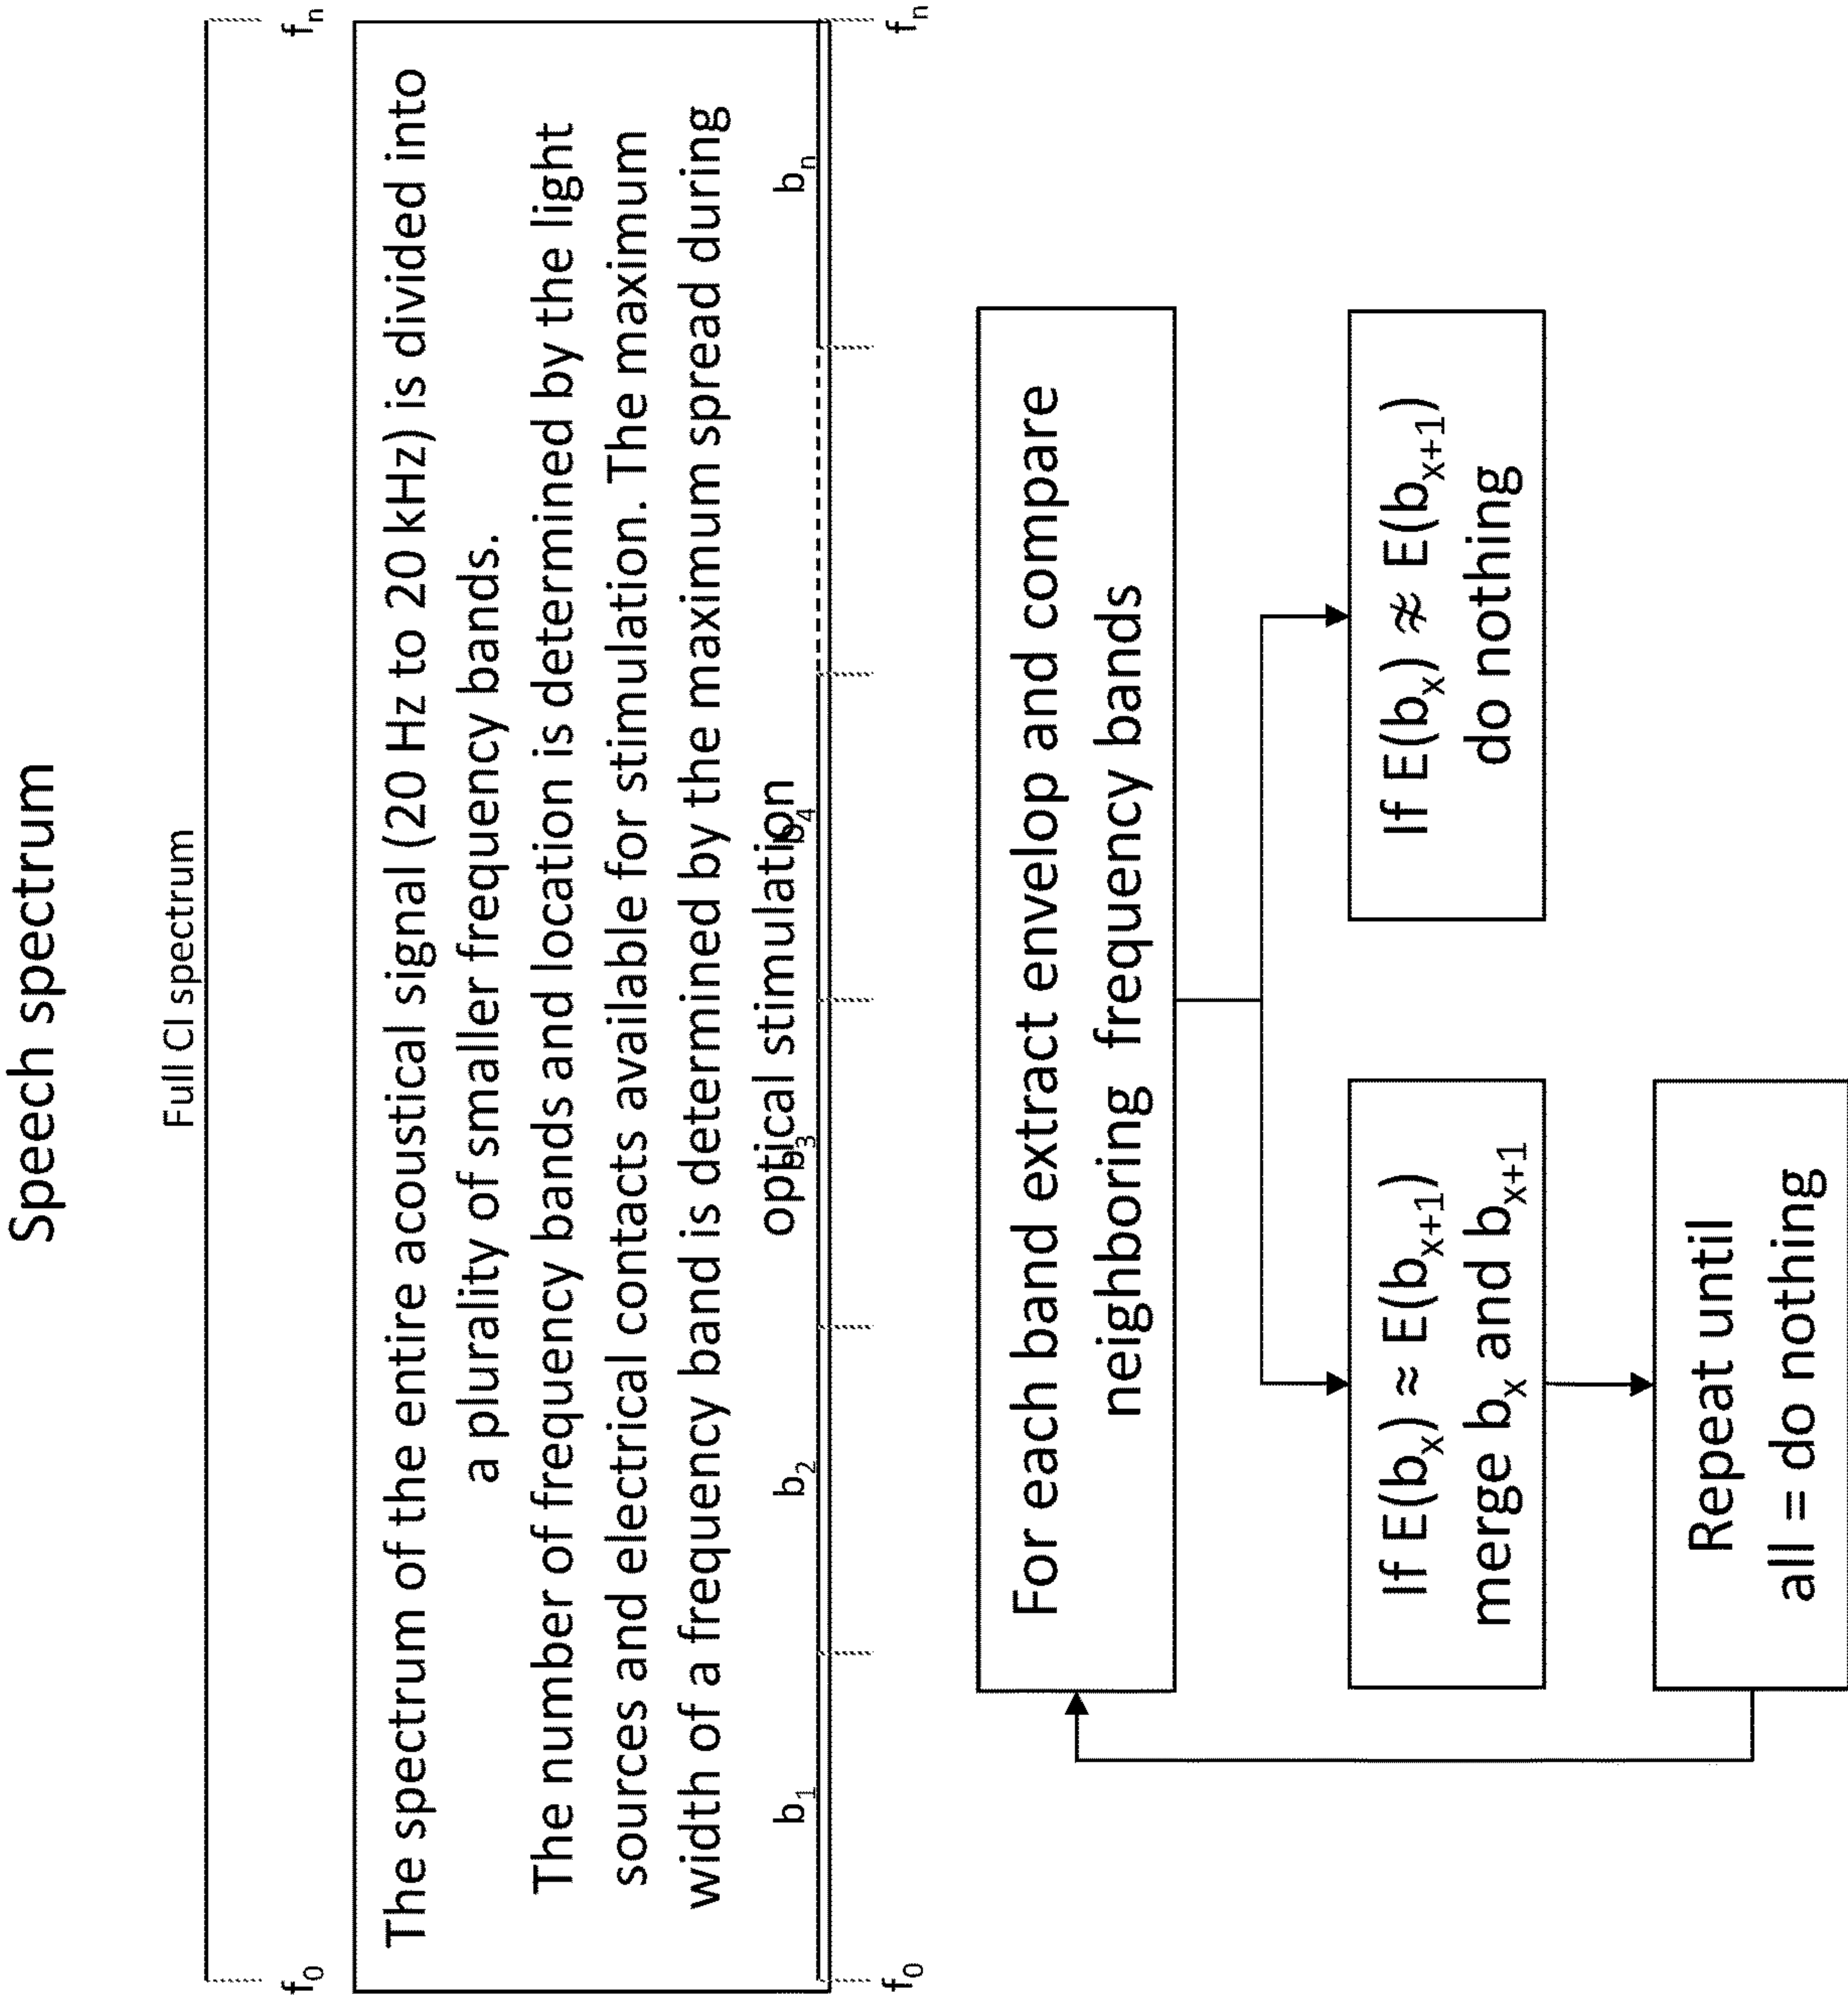 Speech spectrum
Full CI spectrum
f0 fn
The spectrum of the entire acoustical signal (20 Hz to 20 kHz) is divided into
a plurality of smaller frequency bands.
The number of frequency bands and location is determined by the light
sources and electrical contacts available for stimulation. The maximum
width of a frequency band is determined by the maximum spread during
optical stimulation
b1 b2 b3 b4 bn
f0 fn
For each band extract envelop and compare
neighboring frequency bands
If E(bx) ≈ E(bx+1)
merge bx and bx+1
If E(bx) ≉ E(bx+1)
do nothing
Repeat until
all = do nothing